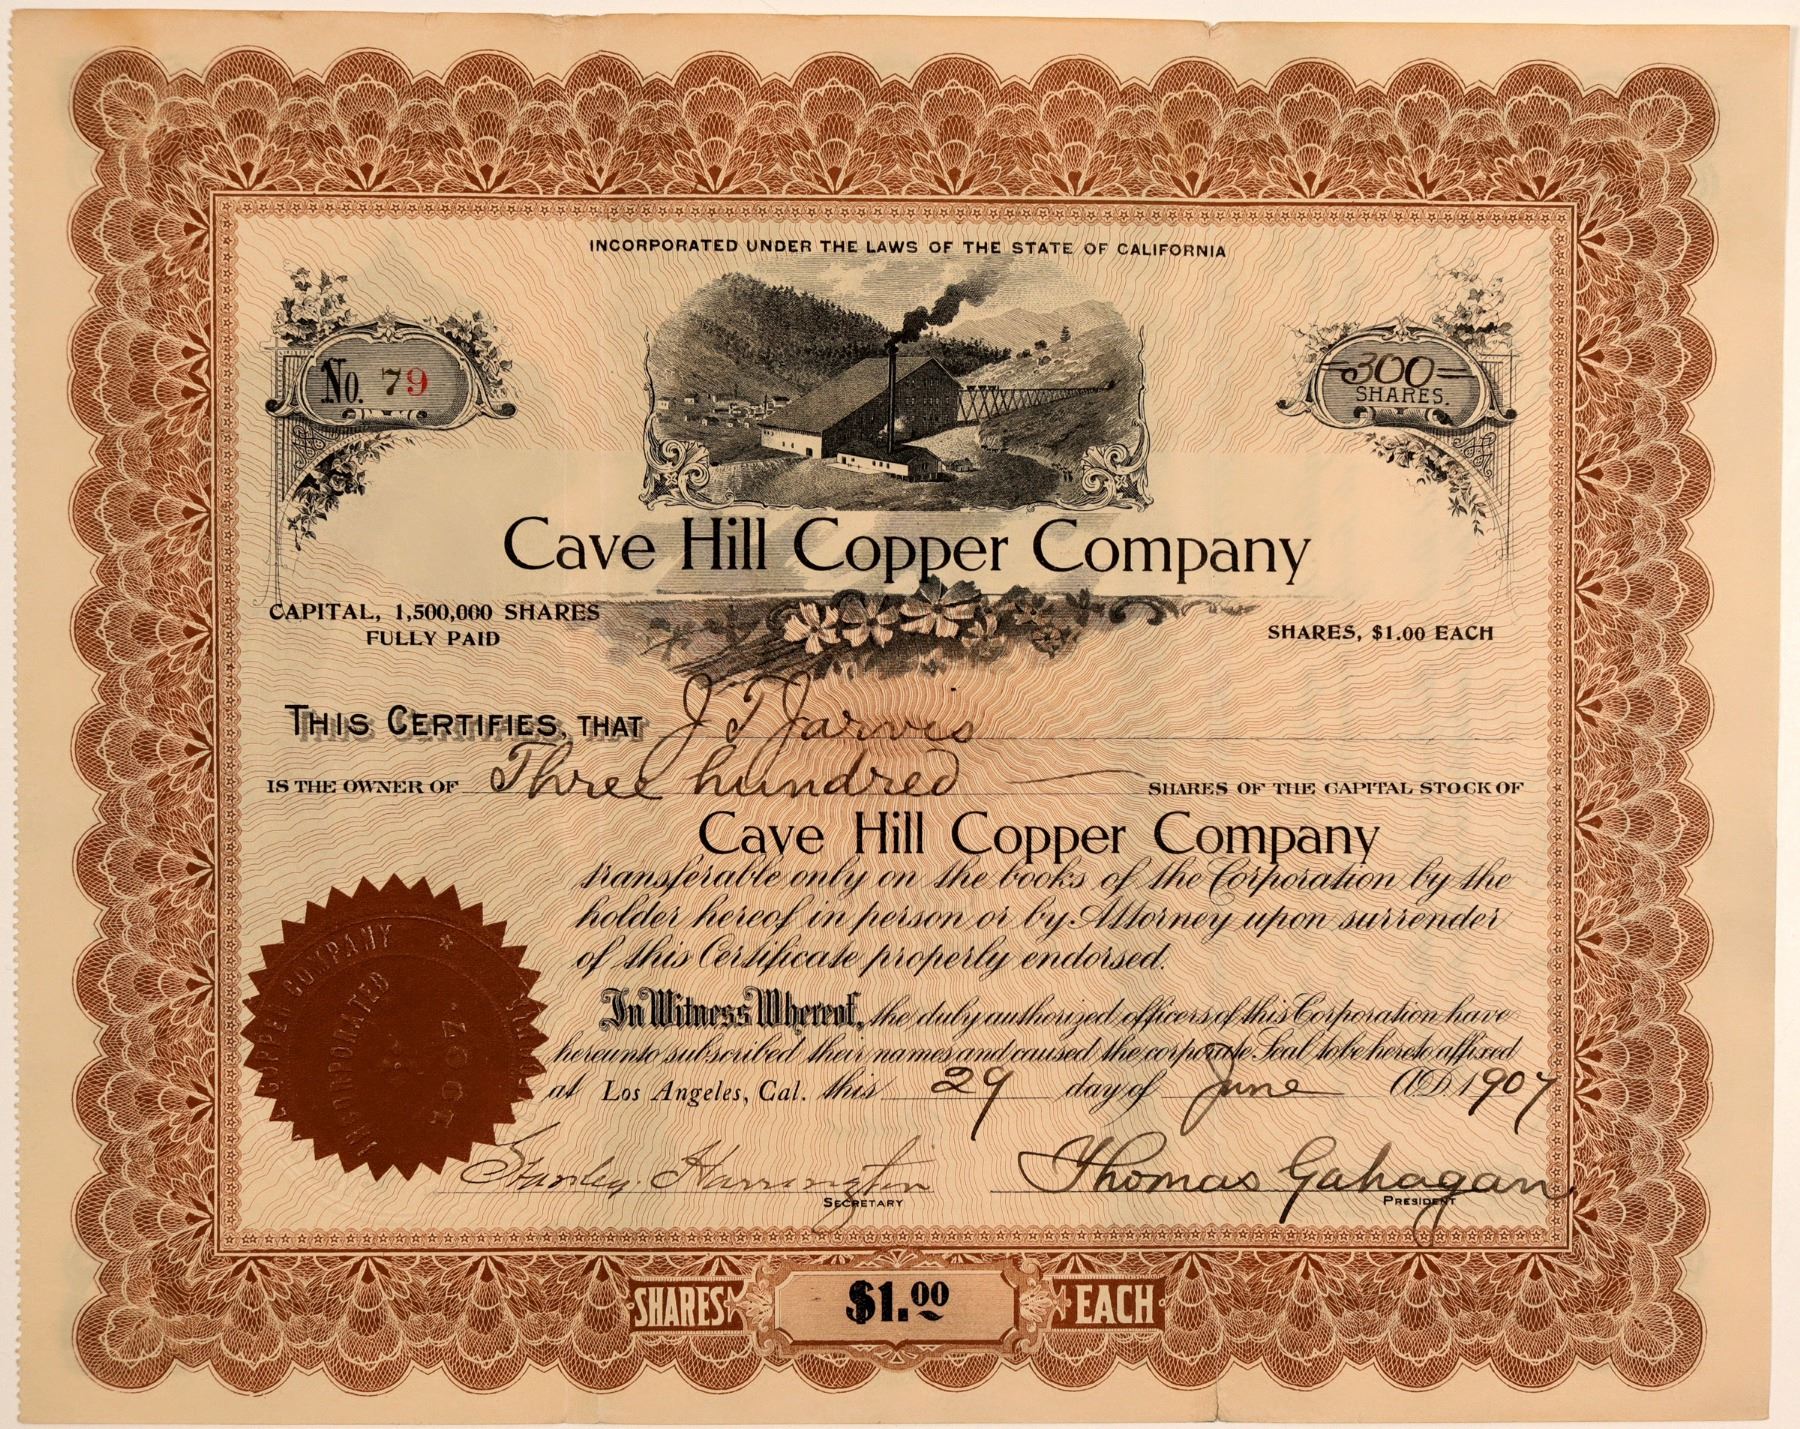 INCORPORATED UNDER THE LAWS OF THE STATE OF CALIFORNIA
No. 79
300
SHARES.
Cave Hill Copper Company
CAPITAL, 1,500,000 SHARES
FULLY PAID
SHARES, $1.00 EACH
THIS CERTIFIES, THAT J T Jarvis
IS THE OWNER OF Three hundred SHARES OF THE CAPITAL STOCK OF
Cave Hill Copper Company
transferable only on the books of the Corporation by the
holder hereof in person or by Attorney upon surrender
of this Certificate properly endorsed.
In Witness Whereof, the duly authorized officers of this Corporation have
hereunto subscribed their names and caused the corporate Seal to be hereto affixed
at Los Angeles, Cal. this 29 day of June A.D. 1907
COPPER COMPANY
INCORPORATED
Stanley Harrington
SECRETARY
Thomas Gahagan
PRESIDENT
SHARES $1.00 EACH